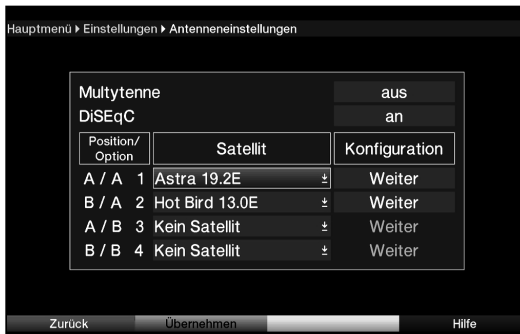 Hauptmenü ▸ Einstellungen ▸ Antenneneinstellungen
Multytenne aus
DiSEqC an
Position/
Option Satellit Konfiguration
A / A 1 Astra 19.2E Weiter
B / A 2 Hot Bird 13.0E Weiter
A / B 3 Kein Satellit Weiter
B / B 4 Kein Satellit Weiter
Zurück Übernehmen Hilfe